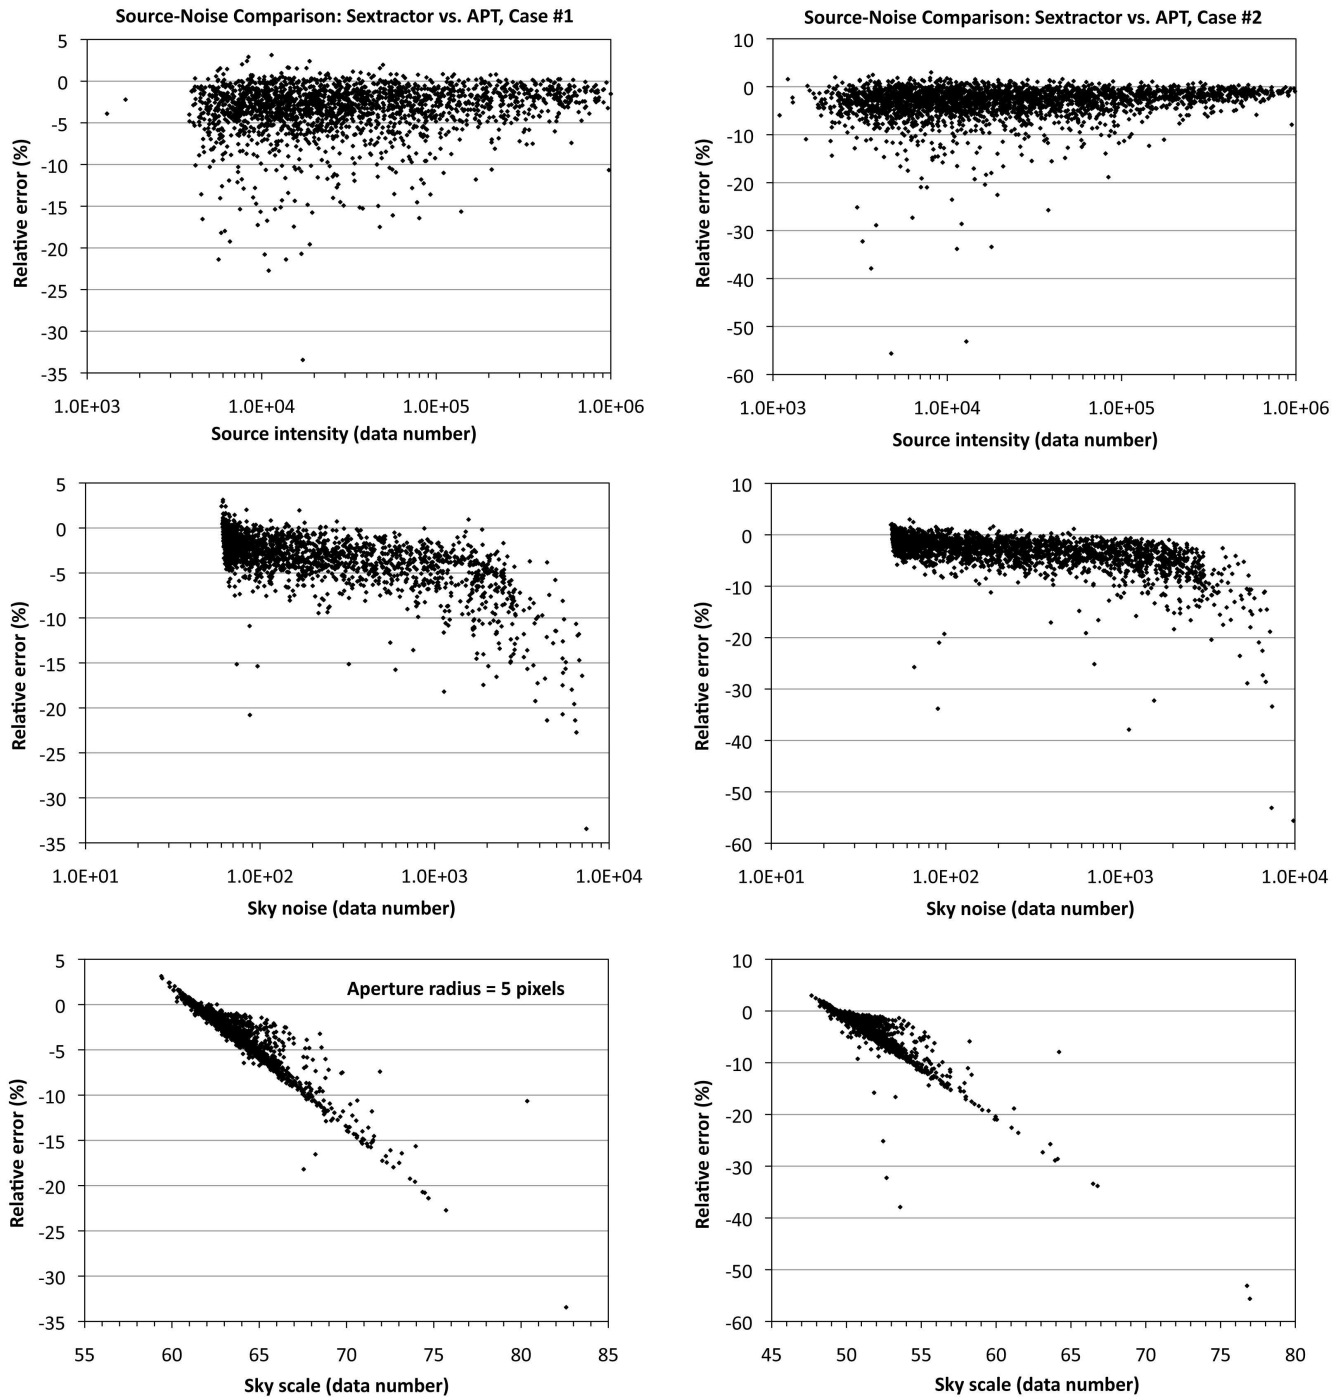 Source-Noise Comparison: Sextractor vs. APT, Case #1
5
0
-5
-10
-15
-20
-25
-30
-35
Relative error (%)
1.0E+03 1.0E+04 1.0E+05 1.0E+06
Source intensity (data number)
Source-Noise Comparison: Sextractor vs. APT, Case #2
10
0
-10
-20
-30
-40
-50
-60
Relative error (%)
1.0E+03 1.0E+04 1.0E+05 1.0E+06
Source intensity (data number)
5
0
-5
-10
-15
-20
-25
-30
-35
Relative error (%)
1.0E+01 1.0E+02 1.0E+03 1.0E+04
Sky noise (data number)
10
0
-10
-20
-30
-40
-50
-60
Relative error (%)
1.0E+01 1.0E+02 1.0E+03 1.0E+04
Sky noise (data number)
5
0
-5
-10
-15
-20
-25
-30
-35
Relative error (%)
Aperture radius = 5 pixels
55 60 65 70 75 80 85
Sky scale (data number)
10
0
-10
-20
-30
-40
-50
-60
Relative error (%)
45 50 55 60 65 70 75 80
Sky scale (data number)